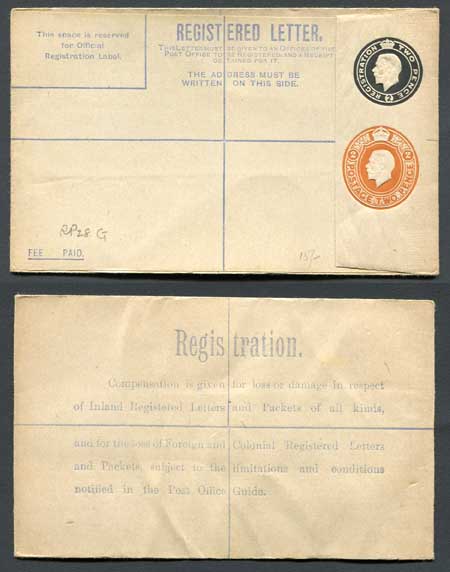 This space is reserved
for Official
Registration Label.
REGISTERED LETTER.
THIS LETTER MUST BE GIVEN TO AN OFFICER OF THE
POST OFFICE TO BE REGISTERED, AND A RECEIPT
OBTAINED FOR IT.
THE ADDRESS MUST BE
WRITTEN ON THIS SIDE.
REGISTRATION TWO PENCE
2
POSTAGE TWO PENCE
2 2
RP28 G
FEE PAID.
15/-
Registration.
Compensation is given for loss or damage in respect
of Inland Registered Letters and Packets of all kinds,
and for the loss of Foreign and Colonial Registered Letters
and Packets, subject to the limitations and conditions
notified in the Post Office Guide.